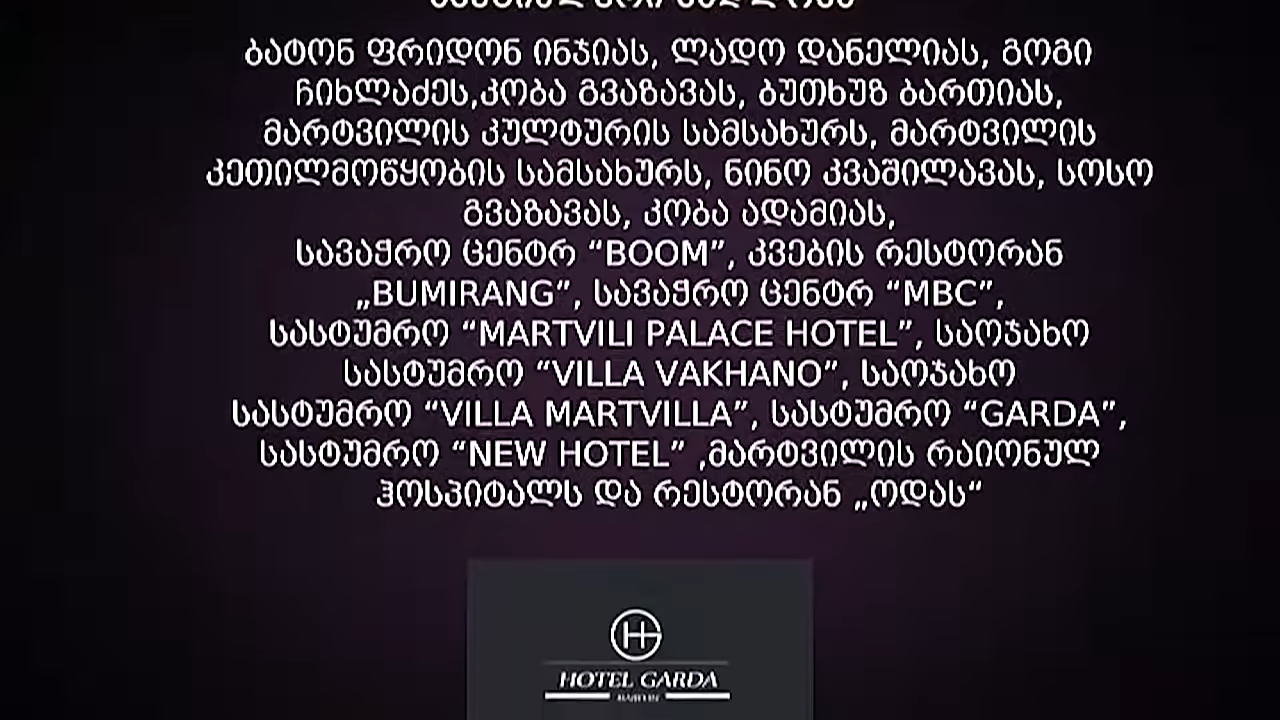 ბატონ ფრიდონ ინჯიას, ლადო დანელიას, გოგი
ჩიხლაძეს,კობა გვაზავას, ბუთხუზ ბართიას,
მარტვილის კულტურის სამსახურს, მარტვილის
კეთილმოწყობის სამსახურს, ნინო კვაშილავას, სოსო
გვაზავას, კობა ადამიას,
სავაჭრო ცენტრ “BOOM”, კვების რესტორან
„BUMIRANG”, სავაჭრო ცენტრ “MBC”,
სასტუმრო “MARTVILI PALACE HOTEL”, საოჯახო
სასტუმრო “VILLA VAKHANO”, საოჯახო
სასტუმრო “VILLA MARTVILLA”, სასტუმრო “GARDA”,
სასტუმრო “NEW HOTEL” ,მარტვილის რაიონულ
ჰოსპიტალს და რესტორან „ოდას“
HOTEL GARDA